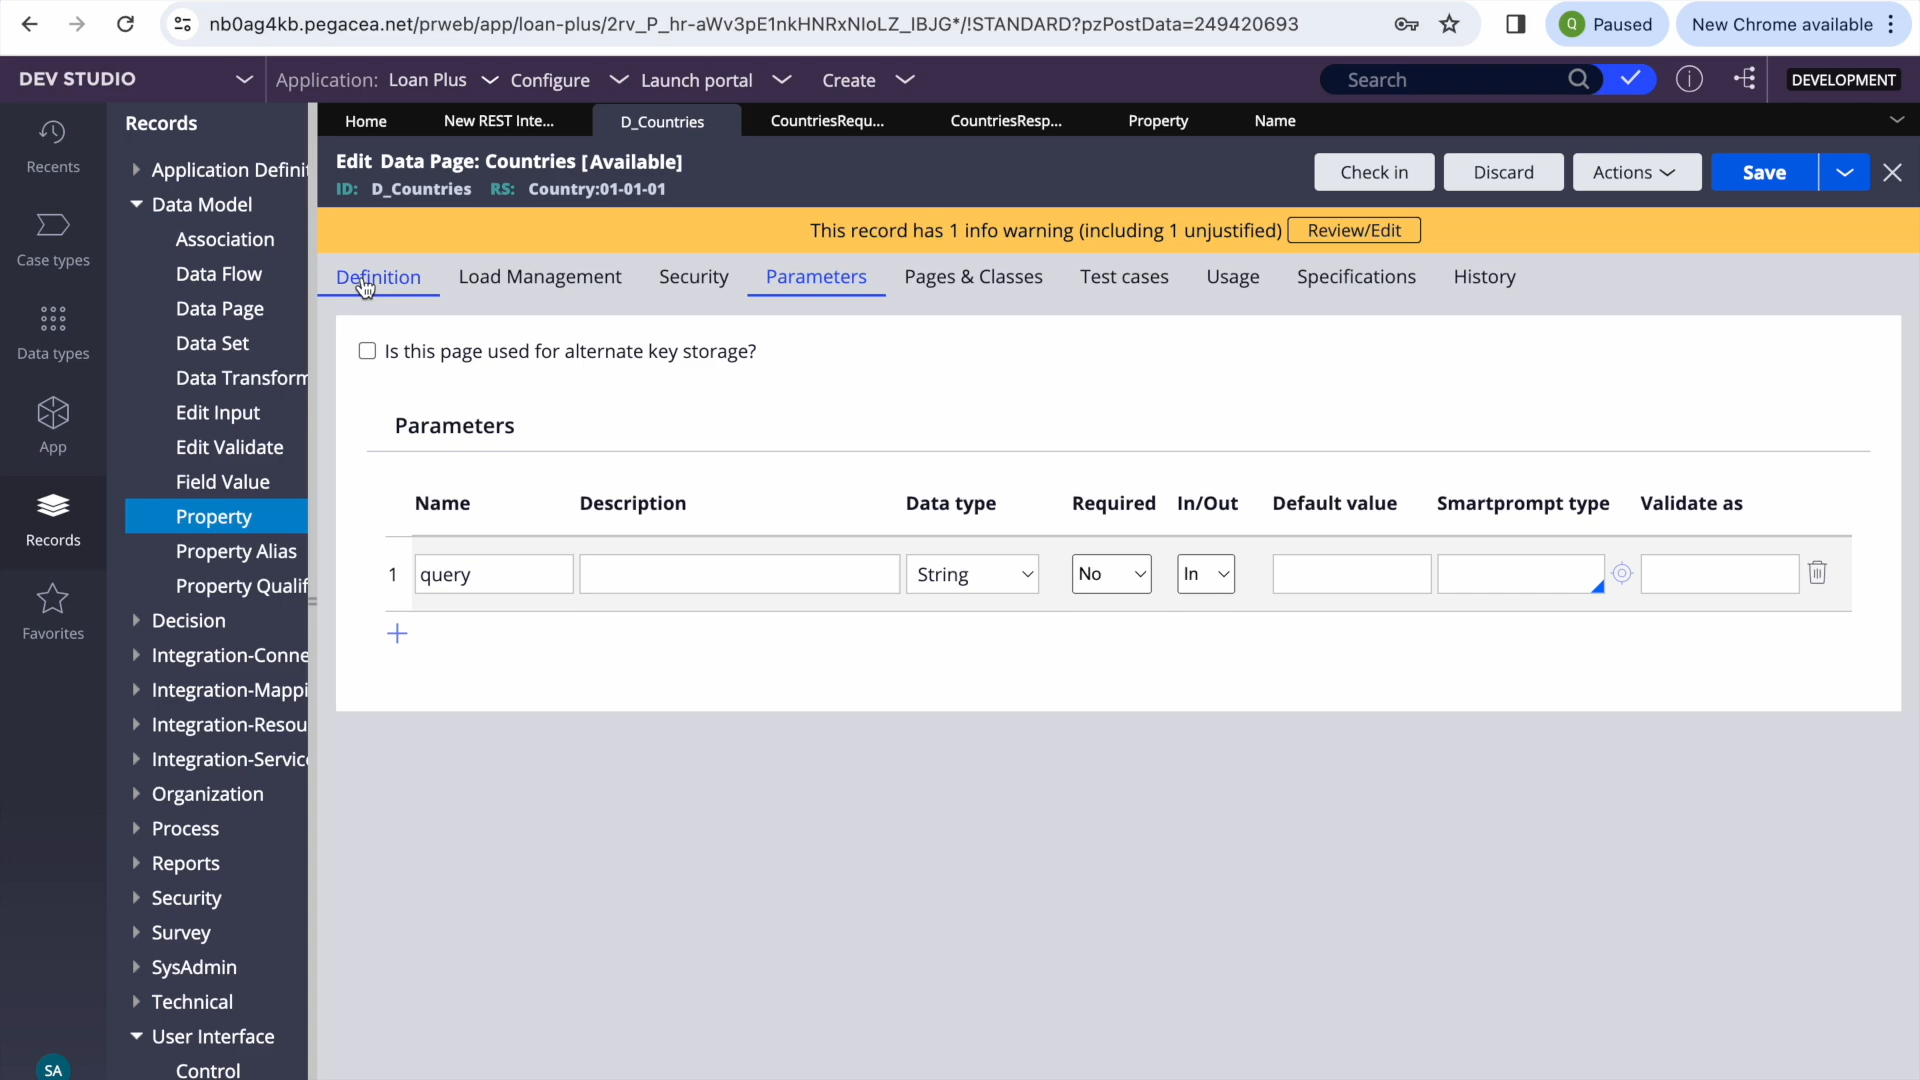 nb0ag4kb.pegacea.net/prweb/app/loan-plus/2rv_P_hr-aWv3pE1nkHNRxNIoLZ_IBJG*/!STANDARD?pzPostData=249420693
Q Paused
New Chrome available
DEV STUDIO
Application: Loan Plus
Configure
Launch portal
Create
Search
DEVELOPMENT
Recents
Case types
Data types
App
Records
Favorites
SA
Records
Application Definit
Data Model
Association
Data Flow
Data Page
Data Set
Data Transform
Edit Input
Edit Validate
Field Value
Property
Property Alias
Property Qualif
Decision
Integration-Conne
Integration-Mappi
Integration-Resou
Integration-Servic
Organization
Process
Reports
Security
Survey
SysAdmin
Technical
User Interface
Control
Home
New REST Inte...
D_Countries
CountriesRequ...
CountriesResp...
Property
Name
Edit Data Page: Countries [Available]
ID: D_Countries RS: Country:01-01-01
Check in
Discard
Actions
Save
This record has 1 info warning (including 1 unjustified)
Review/Edit
Definition
Load Management
Security
Parameters
Pages & Classes
Test cases
Usage
Specifications
History
Is this page used for alternate key storage?
Parameters
Name Description Data type Required In/Out Default value Smartprompt type Validate as
1 query String No In